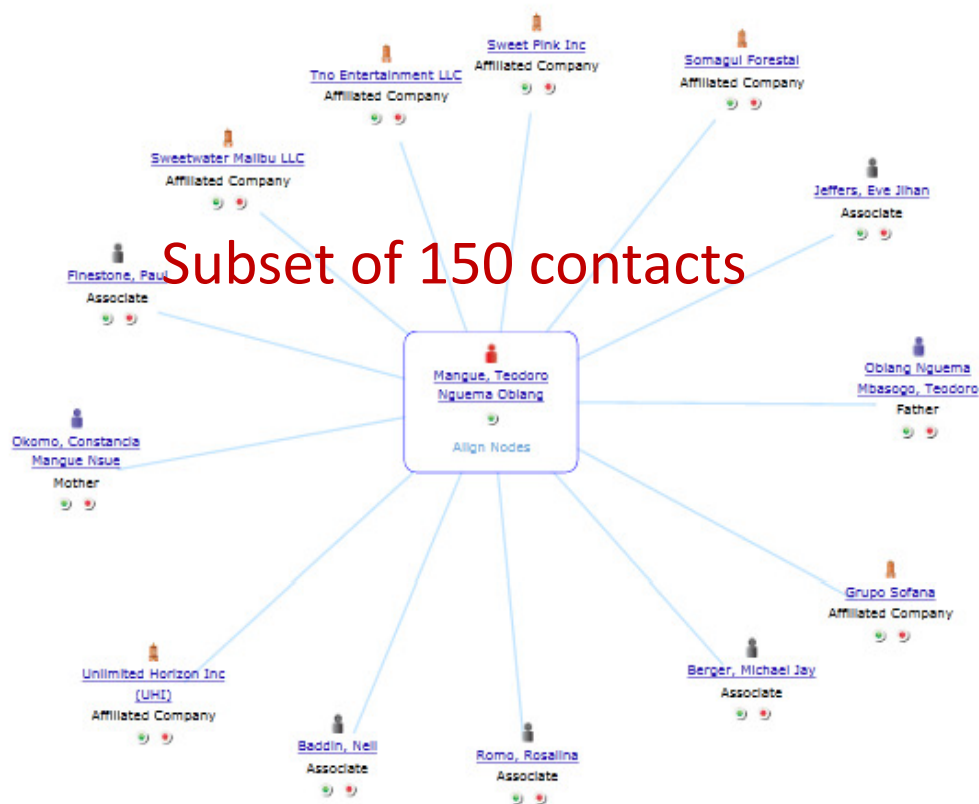 Sweet Pink Inc
Affiliated Company
Somagui Forestal
Affiliated Company
Tno Entertainment LLC
Affiliated Company
Sweetwater Malibu LLC
Affiliated Company
Jeffers, Eve Jihan
Associate
Subset of 150 contacts
Finestone, Paul
Associate
Mangue, Teodoro
Nguema Obiang
Align Nodes
Obiang Nguema
Mbasogo, Teodoro
Father
Okomo, Constancia
Mangue Nsue
Mother
Grupo Sofana
Affiliated Company
Unlimited Horizon Inc
(UHI)
Affiliated Company
Berger, Michael Jay
Associate
Baddin, Neil
Associate
Romo, Rosalina
Associate